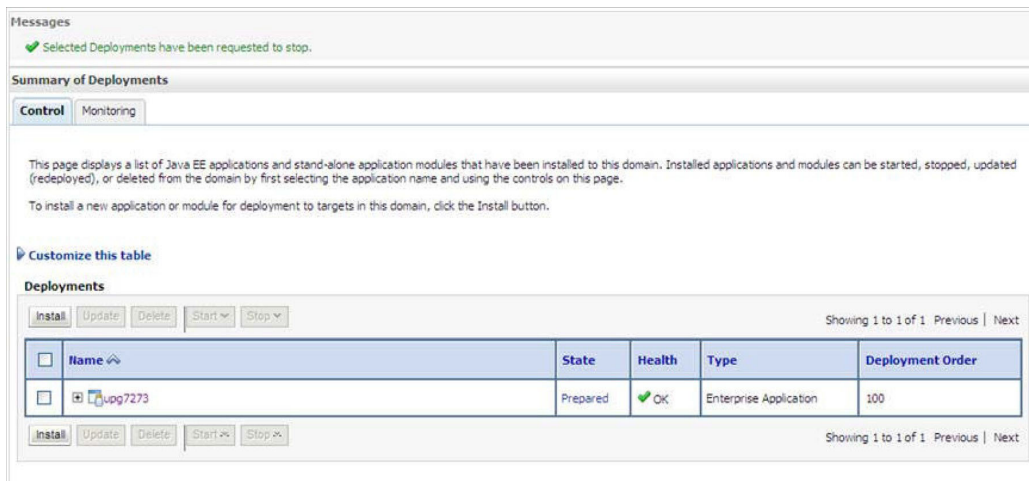 Messages
Selected Deployments have been requested to stop.
Summary of Deployments
Control Monitoring
This page displays a list of Java EE applications and stand-alone application modules that have been installed to this domain. Installed applications and modules can be started, stopped, updated
(redeployed), or deleted from the domain by first selecting the application name and using the controls on this page.
To install a new application or module for deployment to targets in this domain, click the Install button.
Customize this table
Deployments
Install Update Delete Start Stop Showing 1 to 1 of 1 Previous | Next
Name State Health Type Deployment Order
upg7273 Prepared OK Enterprise Application 100
Install Update Delete Start Stop Showing 1 to 1 of 1 Previous | Next